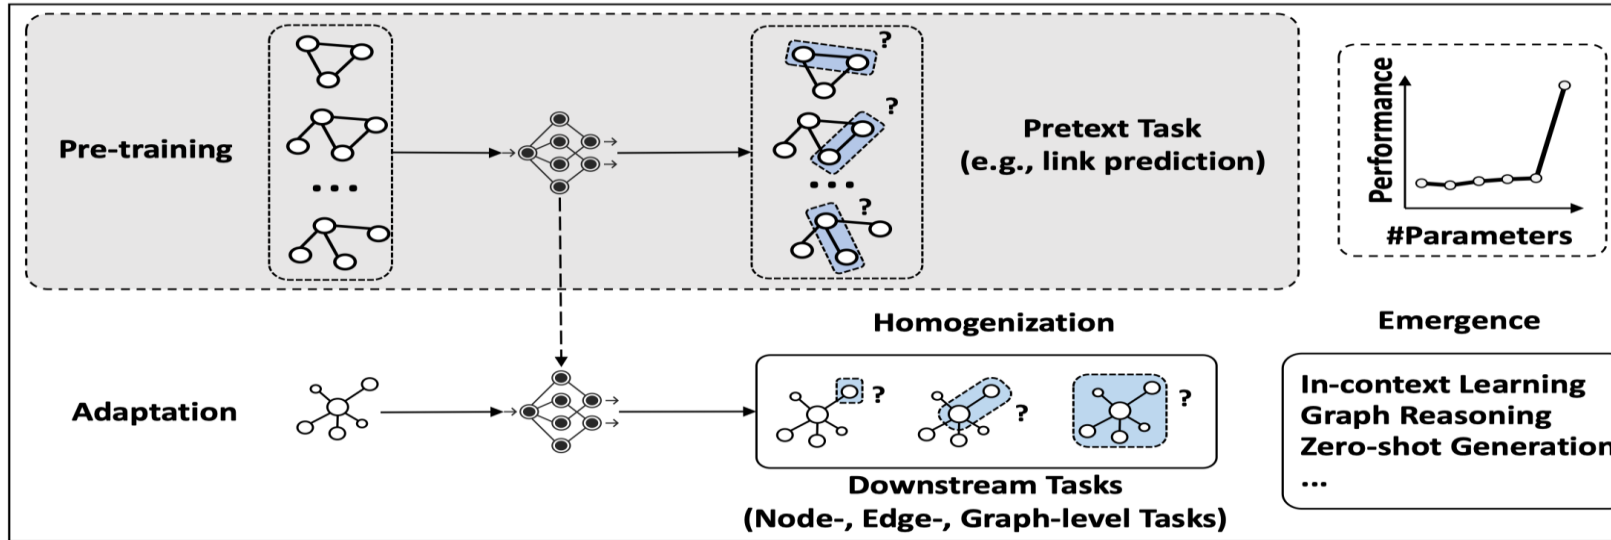 Pre-training
?
?
?
Pretext Task
(e.g., link prediction)
Performance
#Parameters
Homogenization
Emergence
Adaptation
?
?
?
Downstream Tasks
(Node-, Edge-, Graph-level Tasks)
In-context Learning
Graph Reasoning
Zero-shot Generation
...